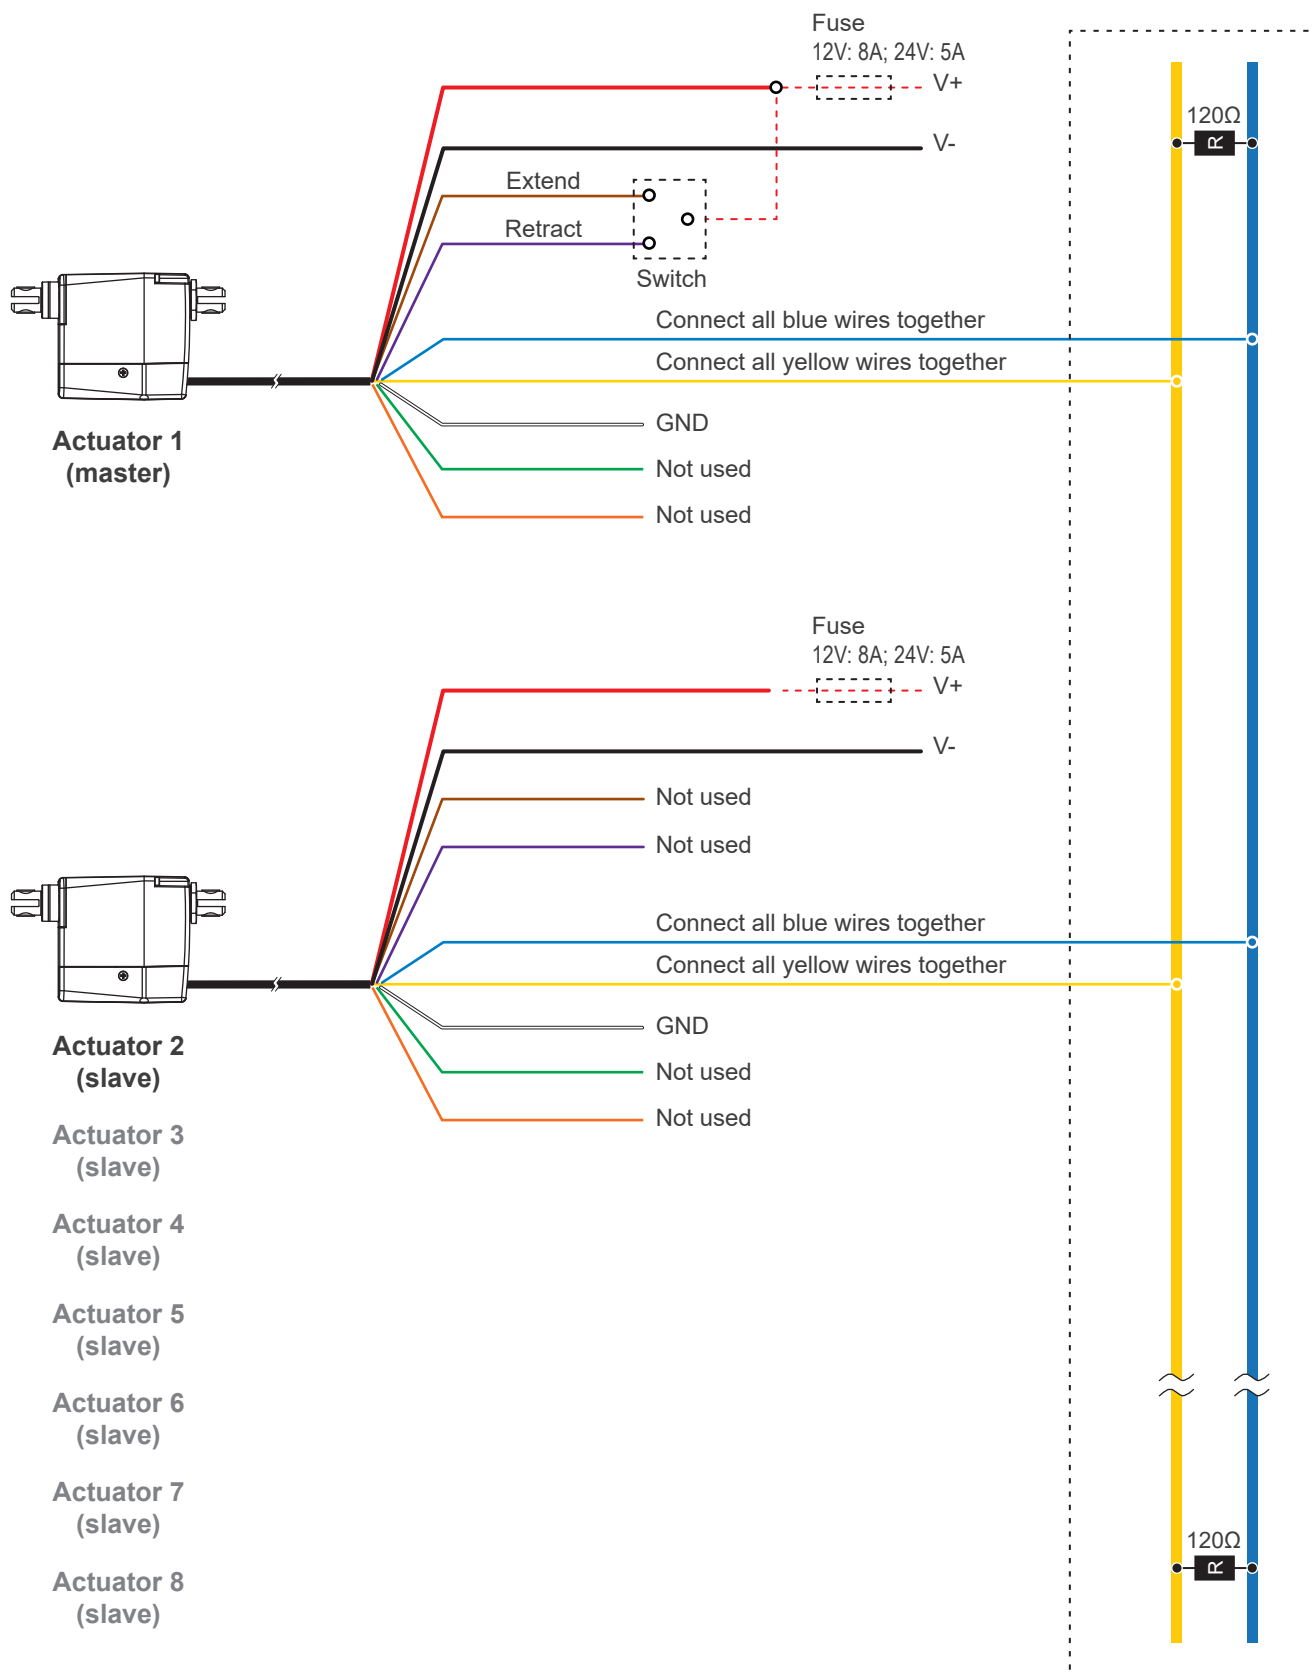 Fuse
12V: 8A; 24V: 5A
V+
120Ω
R
V-
Extend
Retract
Switch
Connect all blue wires together
Connect all yellow wires together
GND
Actuator 1
(master)
Not used
Not used
Fuse
12V: 8A; 24V: 5A
V+
V-
Not used
Not used
Connect all blue wires together
Connect all yellow wires together
GND
Actuator 2
(slave)
Not used
Not used
Actuator 3
(slave)
Actuator 4
(slave)
Actuator 5
(slave)
Actuator 6
(slave)
Actuator 7
(slave)
120Ω
R
Actuator 8
(slave)